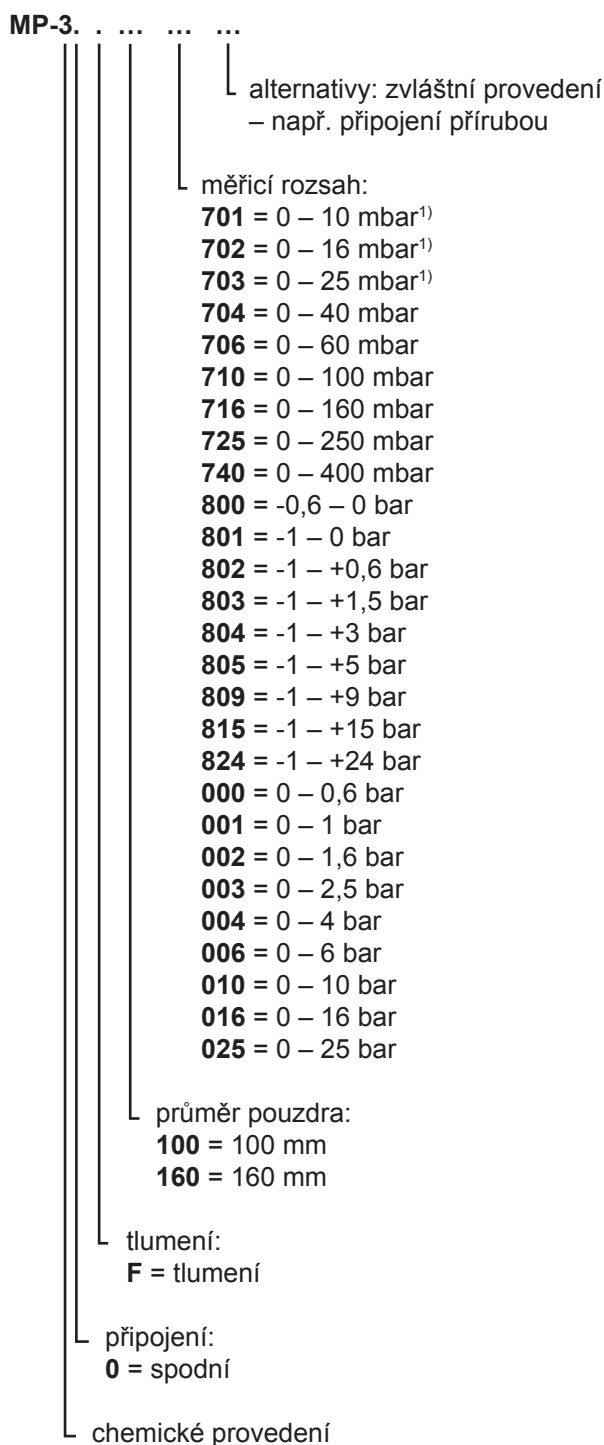 MP-3. . ... ... ...
alternativy: zvláštní provedení
– např. připojení přírubou
měřicí rozsah:
701 = 0 – 10 mbar1)
702 = 0 – 16 mbar1)
703 = 0 – 25 mbar1)
704 = 0 – 40 mbar
706 = 0 – 60 mbar
710 = 0 – 100 mbar
716 = 0 – 160 mbar
725 = 0 – 250 mbar
740 = 0 – 400 mbar
800 = -0,6 – 0 bar
801 = -1 – 0 bar
802 = -1 – +0,6 bar
803 = -1 – +1,5 bar
804 = -1 – +3 bar
805 = -1 – +5 bar
809 = -1 – +9 bar
815 = -1 – +15 bar
824 = -1 – +24 bar
000 = 0 – 0,6 bar
001 = 0 – 1 bar
002 = 0 – 1,6 bar
003 = 0 – 2,5 bar
004 = 0 – 4 bar
006 = 0 – 6 bar
010 = 0 – 10 bar
016 = 0 – 16 bar
025 = 0 – 25 bar
průměr pouzdra:
100 = 100 mm
160 = 160 mm
tlumení:
F = tlumení
připojení:
0 = spodní
chemické provedení